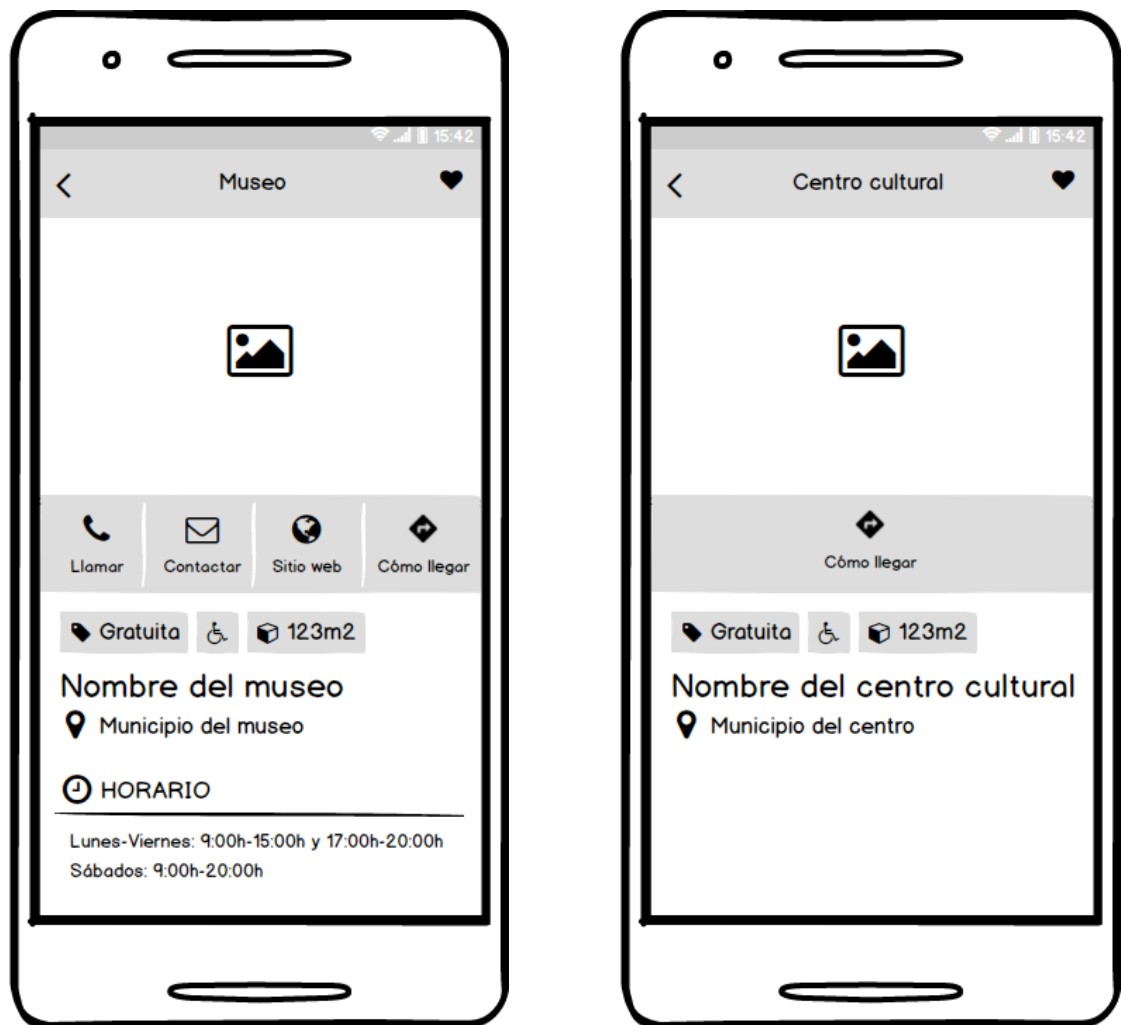 15:42
Museo
Llamar Contactar Sitio web Cómo llegar
Gratuita 123m2
Nombre del museo
Municipio del museo
HORARIO
Lunes-Viernes: 9:00h-15:00h y 17:00h-20:00h
Sábados: 9:00h-20:00h
15:42
Centro cultural
Cómo llegar
Gratuita 123m2
Nombre del centro cultural
Municipio del centro